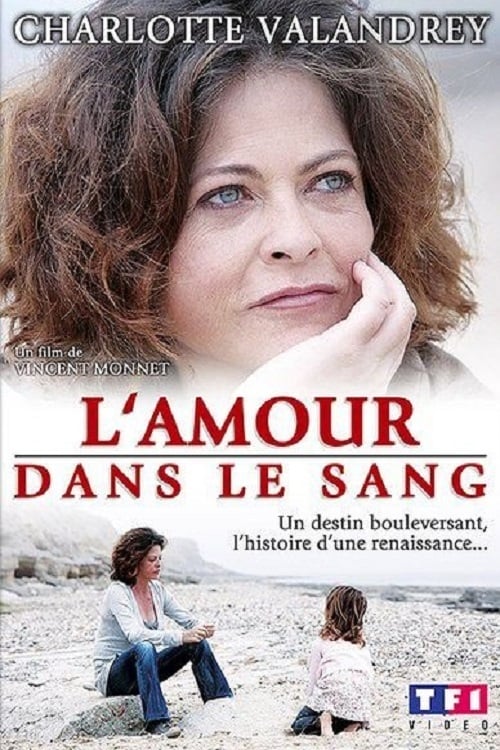 CHARLOTTE VALANDREY
Un film de
VINCENT MONNET
L'AMOUR
DANS LE SANG
Un destin bouleversant,
l'histoire d'une renaissance...
TF1
VIDEO